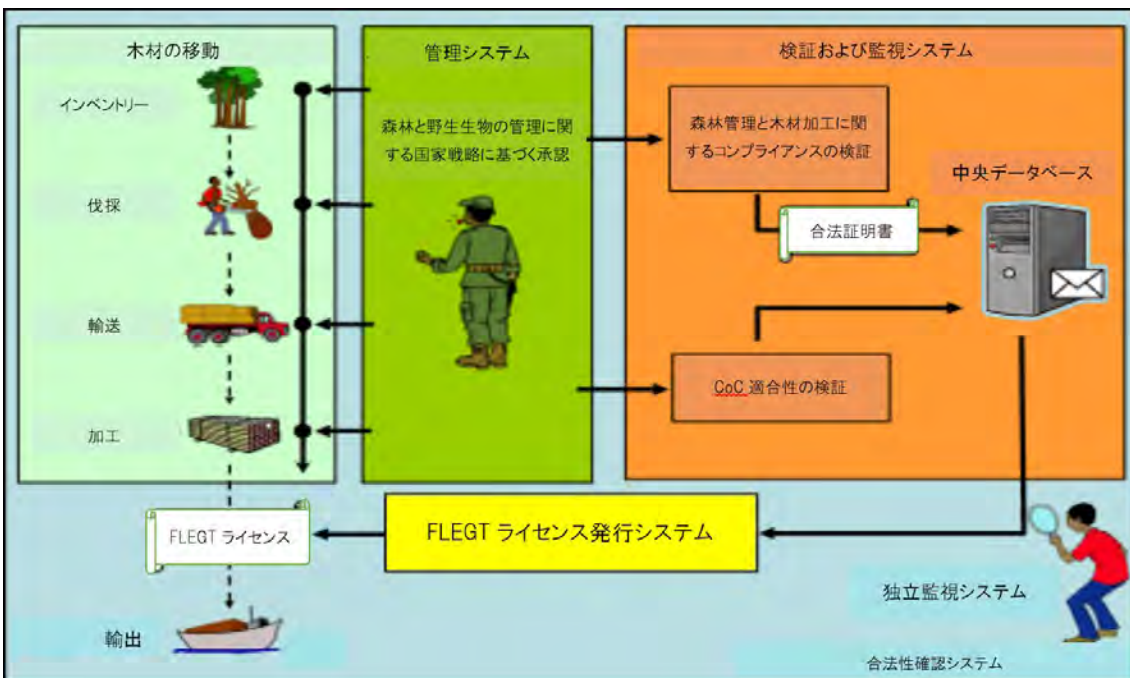 木材の移動
インベントリー
伐採
輸送
加工
管理システム
森林と野生生物の管理に関
する国家戦略に基づく承認
検証および監視システム
森林管理と木材加工に関
するコンプライアンスの検証
中央データベース
合法証明書
CoC 適合性の検証
FLEGT ライセンス
FLEGT ライセンス発行システム
独立監視システム
輸出
合法性確認システム